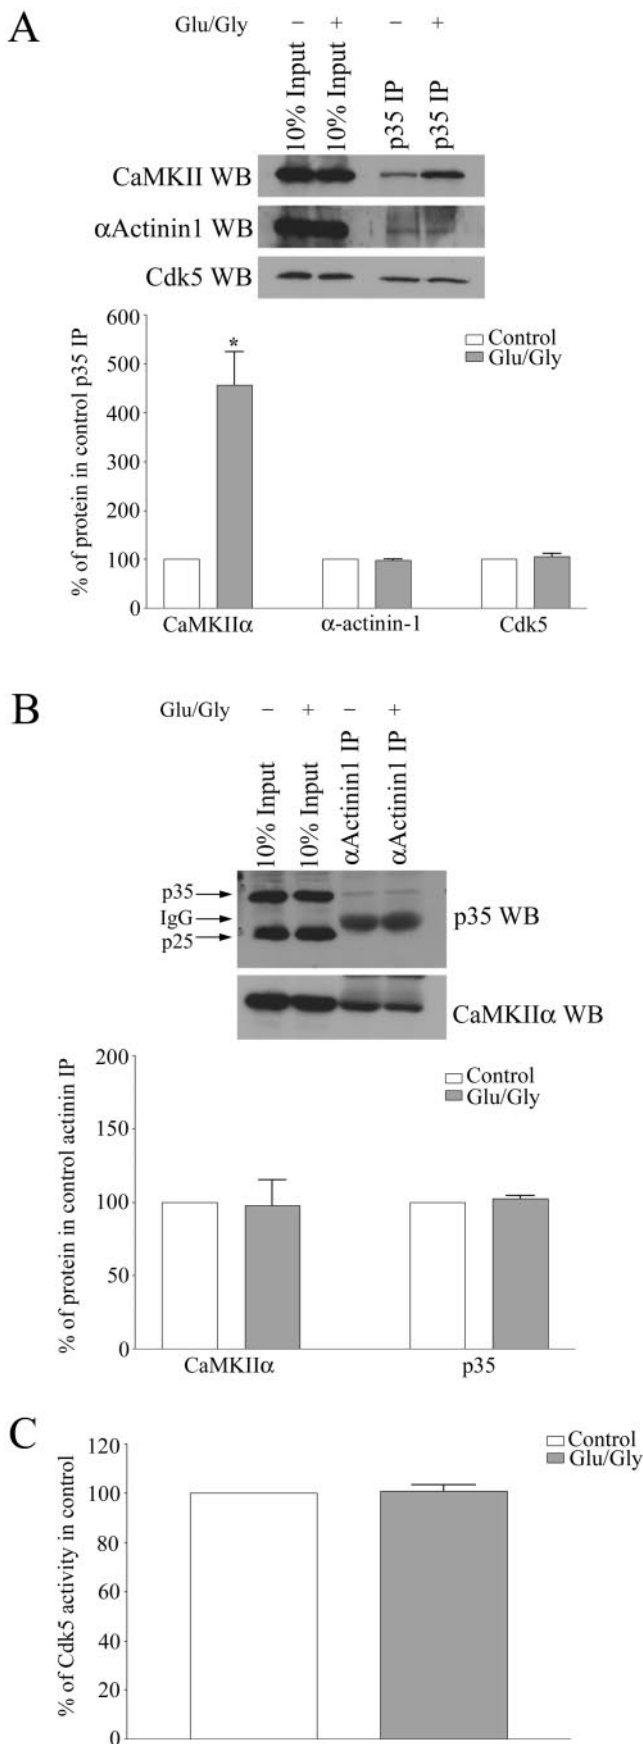 A
Glu/Gly − + − +
10% Input 10% Input p35 IP p35 IP
CaMKII WB
αActinin1 WB
Cdk5 WB
% of protein in control p35 IP
600
500
400
300
200
100
0
*
Control
Glu/Gly
CaMKIIα α-actinin-1 Cdk5
B
Glu/Gly − + − +
10% Input 10% Input αActinin1 IP αActinin1 IP
p35
IgG
p25
p35 WB
CaMKIIα WB
% of protein in control actinin IP
200
150
100
50
0
Control
Glu/Gly
CaMKIIα p35
C
% of Cdk5 activity in control
120
100
80
60
40
20
0
Control
Glu/Gly